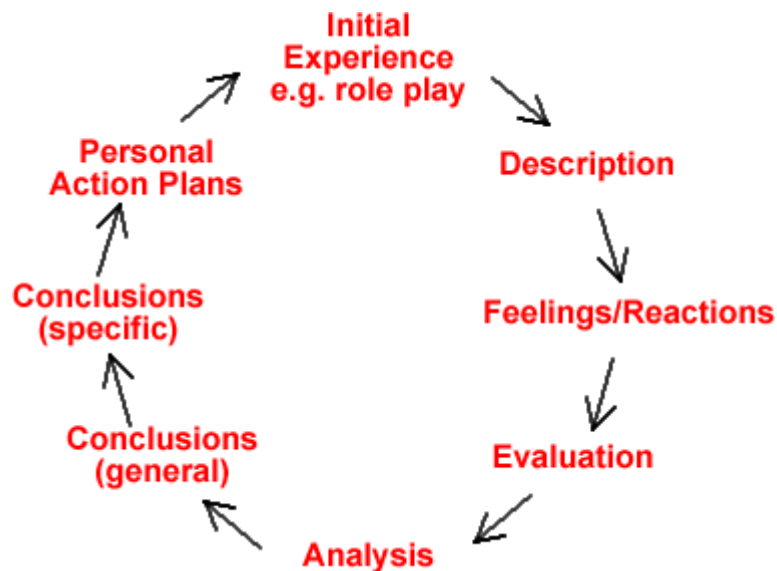 Initial
Experience
e.g. role play
Description
Feelings/Reactions
Evaluation
Analysis
Conclusions
(general)
Conclusions
(specific)
Personal
Action Plans